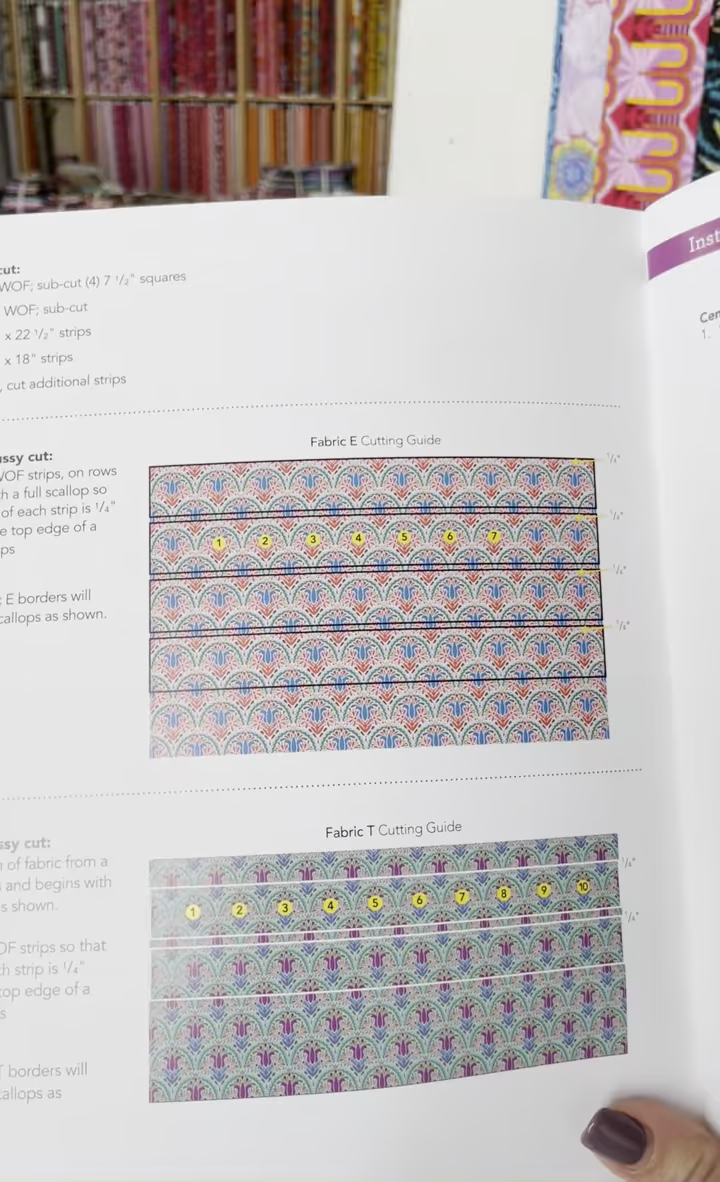 cut:
WOF; sub-cut (4) 7 1/2" squares
WOF; sub-cut
x 22 1/2" strips
x 18" strips
, cut additional strips
ussy cut:
WOF strips, on rows
th a full scallop so
of each strip is 1/4"
e top edge of a
ps
E borders will
callops as shown.
Fabric E Cutting Guide
1/4"
1/4"
1/4"
1/4"
1 2 3 4 5 6 7
ssy cut:
n of fabric from a
s and begins with
s shown.
OF strips so that
ch strip is 1/4"
top edge of a
s
T borders will
callops as
Fabric T Cutting Guide
1/4"
1/4"
1 2 3 4 5 6 7 8 9 10
Inst
Cen
1.